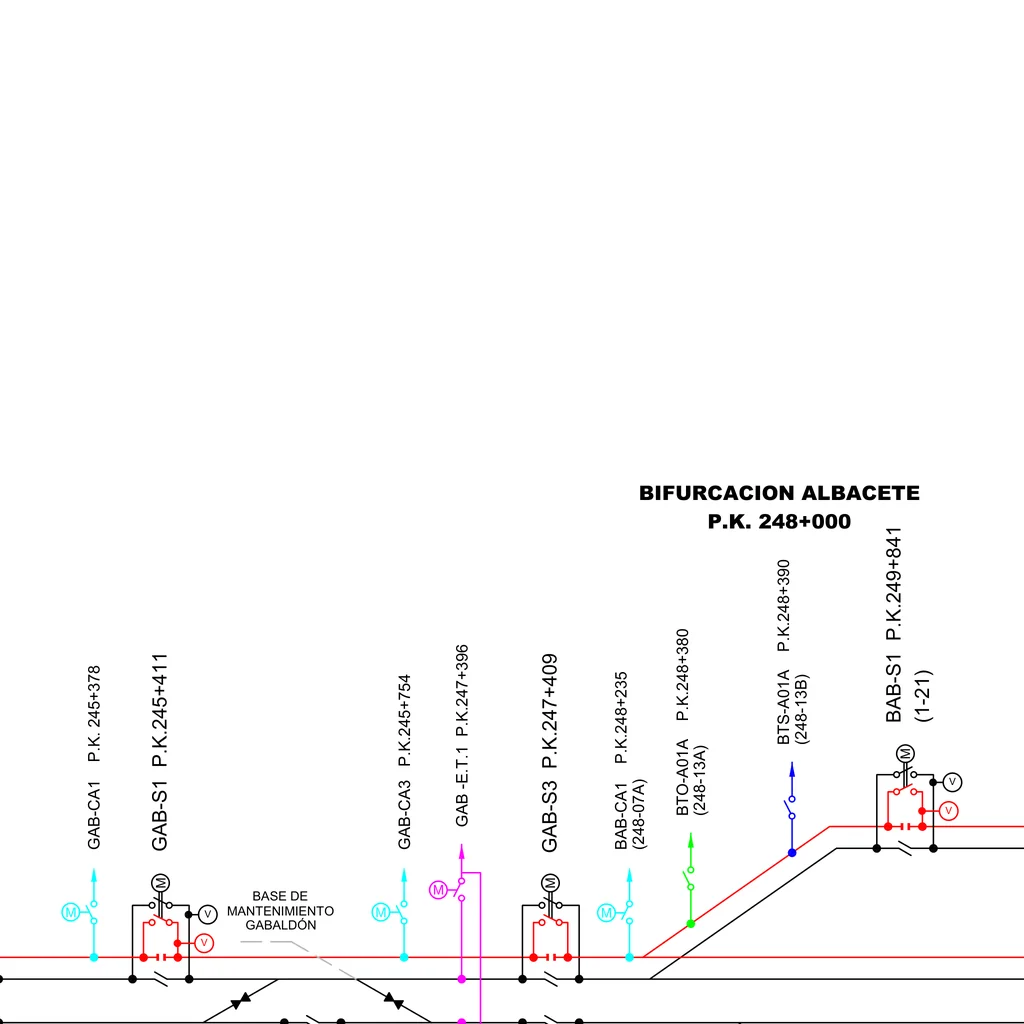 BIFURCACION ALBACETE
P.K. 248+000
GAB-CA1 P.K. 245+378
GAB-S1 P.K.245+411
GAB-CA3 P.K.245+754
GAB -E.T.1 P.K.247+396
GAB-S3 P.K.247+409
BAB-CA1 P.K.248+235
(248-07A)
BTO-A01A P.K.248+380
(248-13A)
BTS-A01A P.K.248+390
(248-13B)
BAB-S1 P.K.249+841
(1-21)
M
V
V
M
V
V
BASE DE
MANTENIMIENTO
GABALDÓN
M
M
M
M
M
M